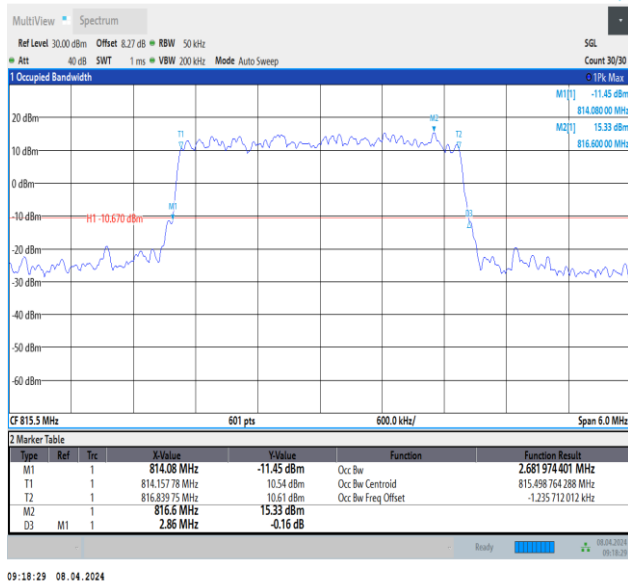 MultiView Spectrum
Ref Level 30.00 dBm Offset 8.27 dB RBW 50 kHz SGL
Att 40 dB SWT 1 ms VBW 200 kHz Mode Auto Sweep Count 30/30
1 Occupied Bandwidth 1Pk Max
M1[1] -11.45 dBm
814.080 00 MHz
M2[1] 15.33 dBm
816.600 00 MHz
20 dBm
M2
T1 T2
10 dBm
0 dBm
M1
-10 dBm
H1 -10.670 dBm
-20 dBm
-30 dBm
-40 dBm
-50 dBm
-60 dBm
CF 815.5 MHz 601 pts 600.0 kHz/ Span 6.0 MHz
2 Marker Table
Type Ref Trc X-Value Y-Value Function Function Result
M1 1 814.08 MHz -11.45 dBm Occ Bw 2.681 974 401 MHz
T1 1 814.157 78 MHz 10.54 dBm Occ Bw Centroid 815.498 764 288 MHz
T2 1 816.839 75 MHz 10.61 dBm Occ Bw Freq Offset -1.235 712 012 kHz
M2 1 816.6 MHz 15.33 dBm
D3 M1 1 2.86 MHz -0.16 dB
Ready 08.04.2024
09:18:29
09:18:29 08.04.2024